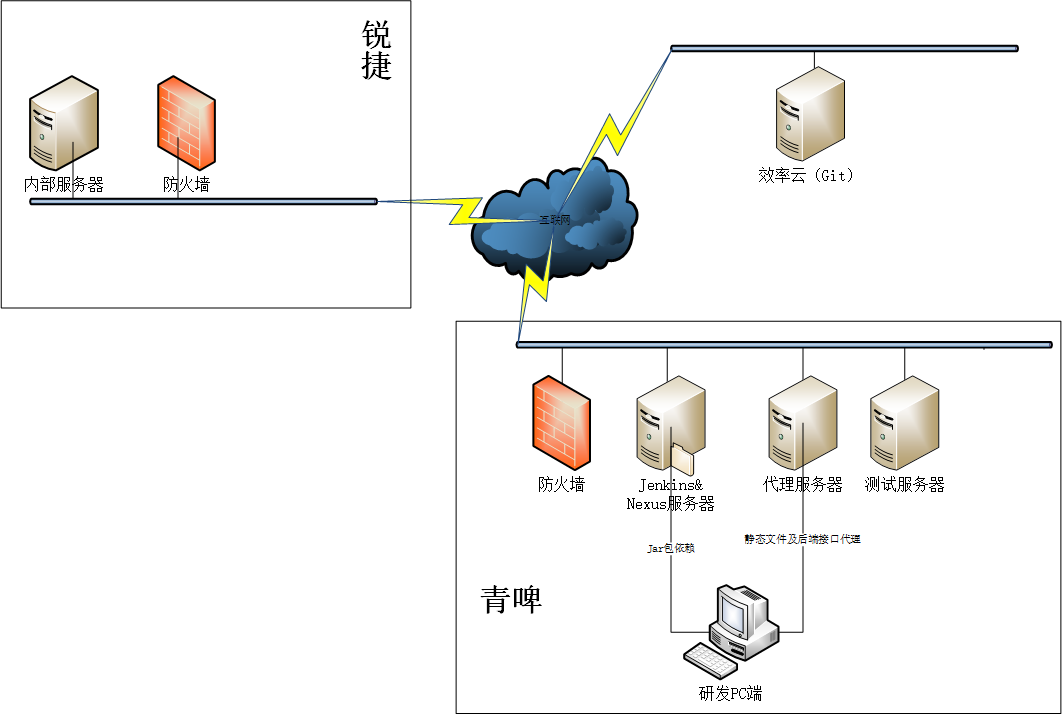 锐
捷
内部服务器
防火墙
互联网
效率云（Git）
防火墙
Jenkins&
Nexus服务器
代理服务器
测试服务器
Jar包依赖
静态文件及后端接口代理
青啤
研发PC端